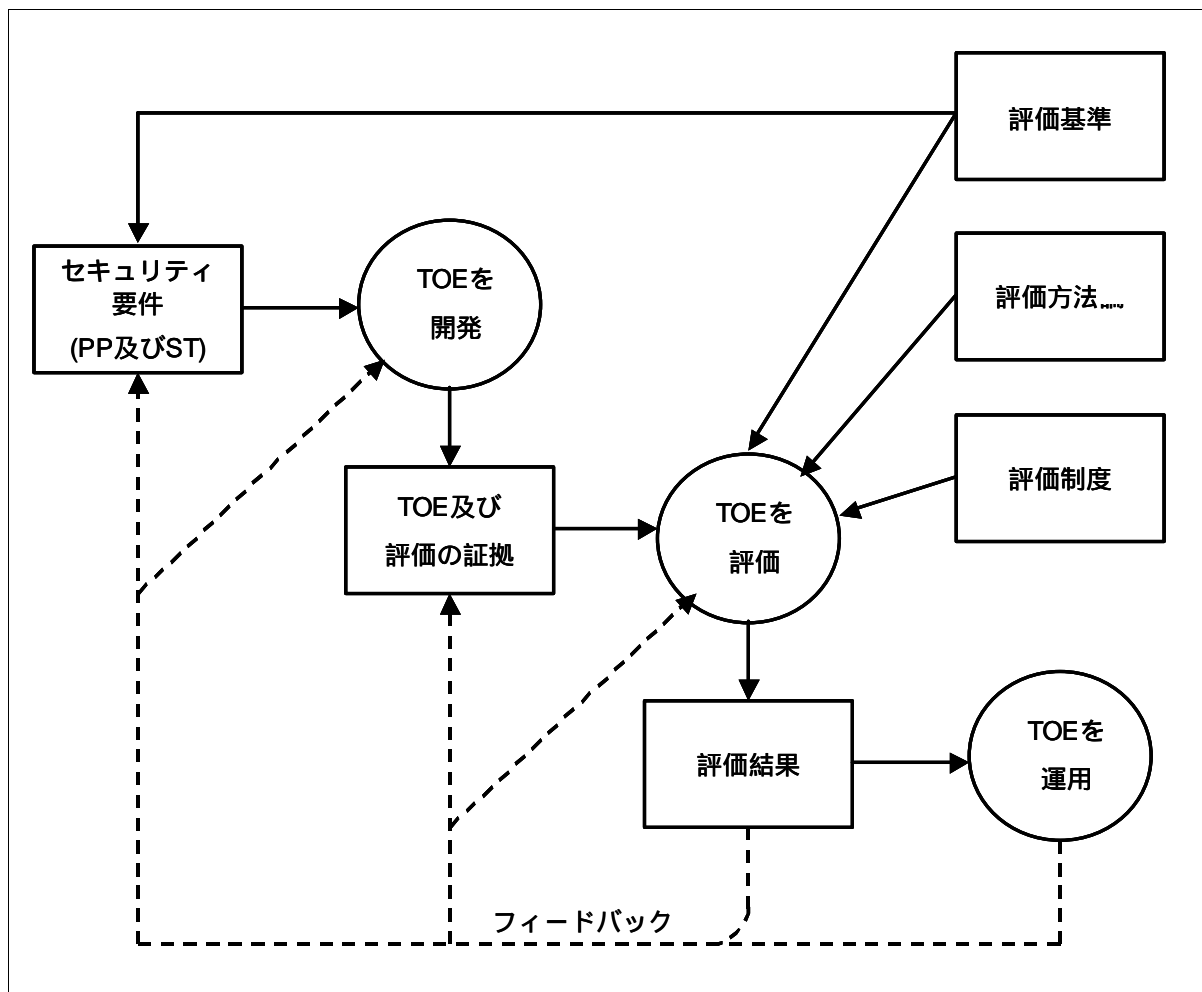 評価基準
セキュリティ
要件
(PP及びST)
TOEを
開発
評価方法
評価制度
TOE及び
評価の証拠
TOEを
評価
評価結果
TOEを
運用
フィードバック